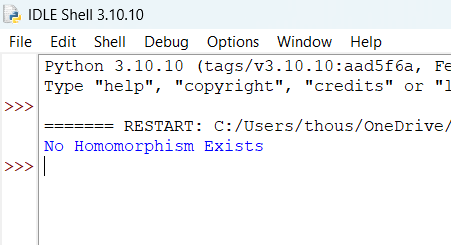 IDLE Shell 3.10.10
File Edit Shell Debug Options Window Help
Python 3.10.10 (tags/v3.10.10:aad5f6a, Fe
Type "help", "copyright", "credits" or "l
>>>
======= RESTART: C:/Users/thous/OneDrive/
No Homomorphism Exists
>>>